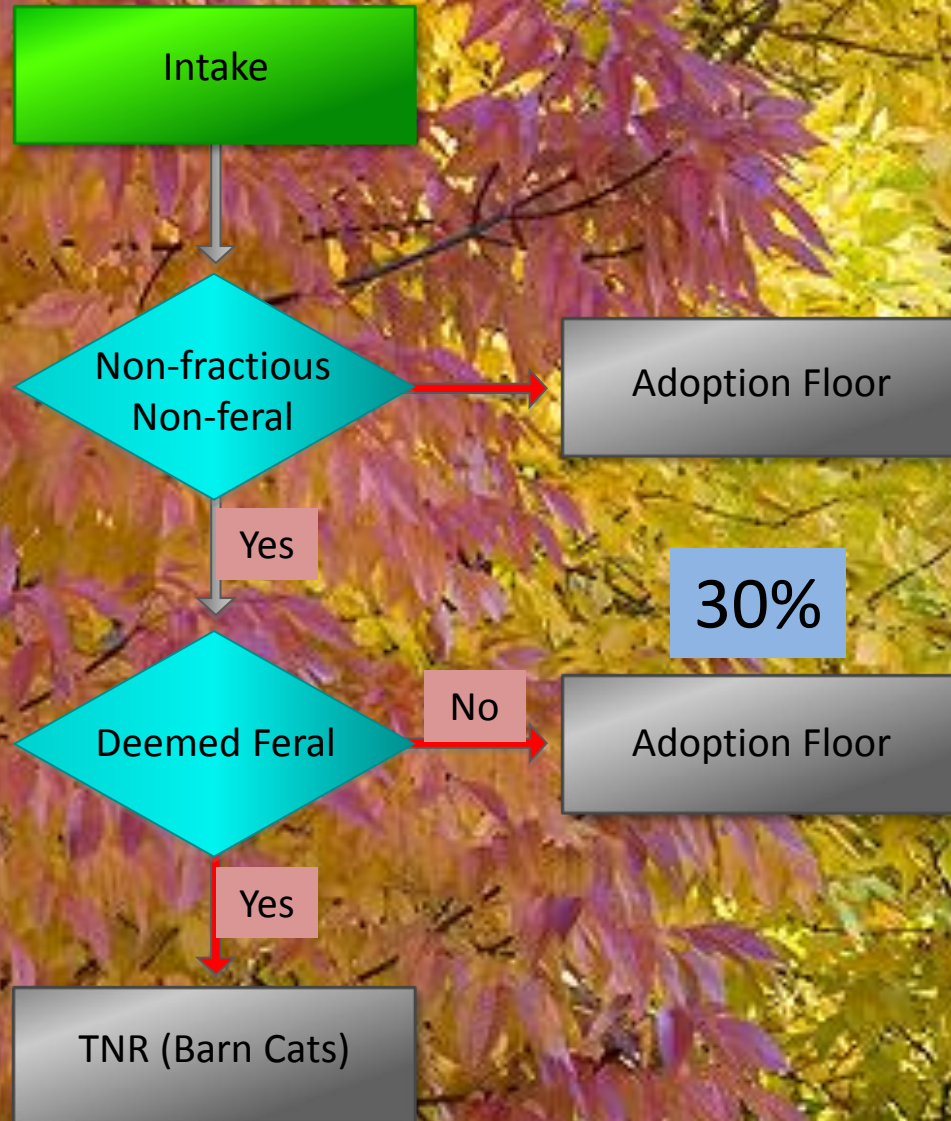 Intake
Non-fractious
Non-feral
Adoption Floor
Yes
30%
No
Deemed Feral
Adoption Floor
Yes
TNR (Barn Cats)